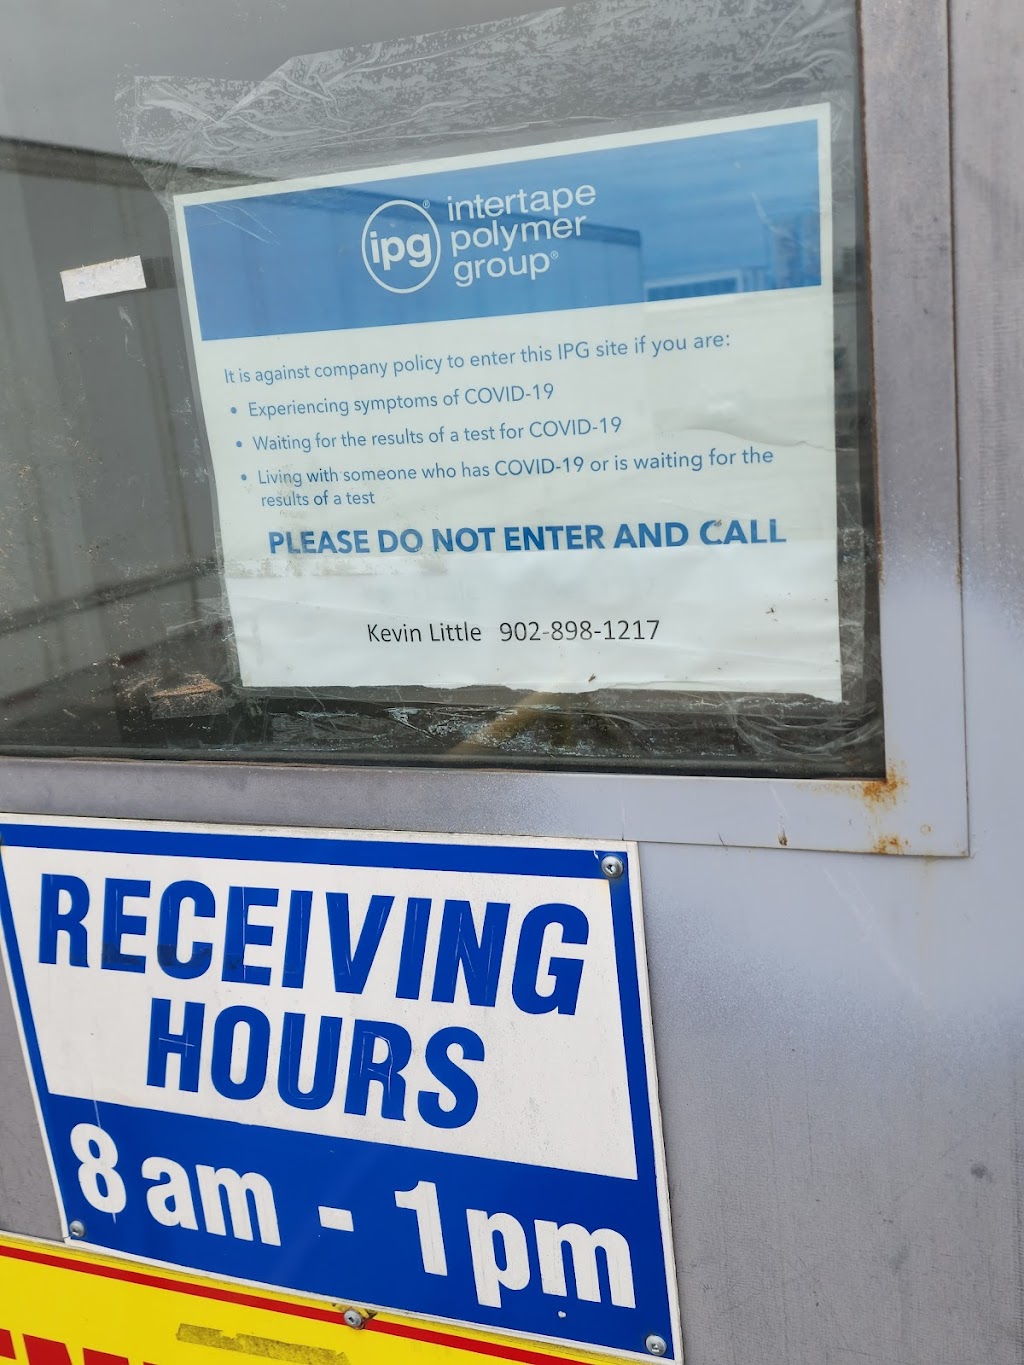 ipg
intertape
polymer
group®
It is against company policy to enter this IPG site if you are:
• Experiencing symptoms of COVID-19
• Waiting for the results of a test for COVID-19
• Living with someone who has COVID-19 or is waiting for the
results of a test
PLEASE DO NOT ENTER AND CALL
Kevin Little 902-898-1217
RECEIVING
HOURS
8 am - 1 pm